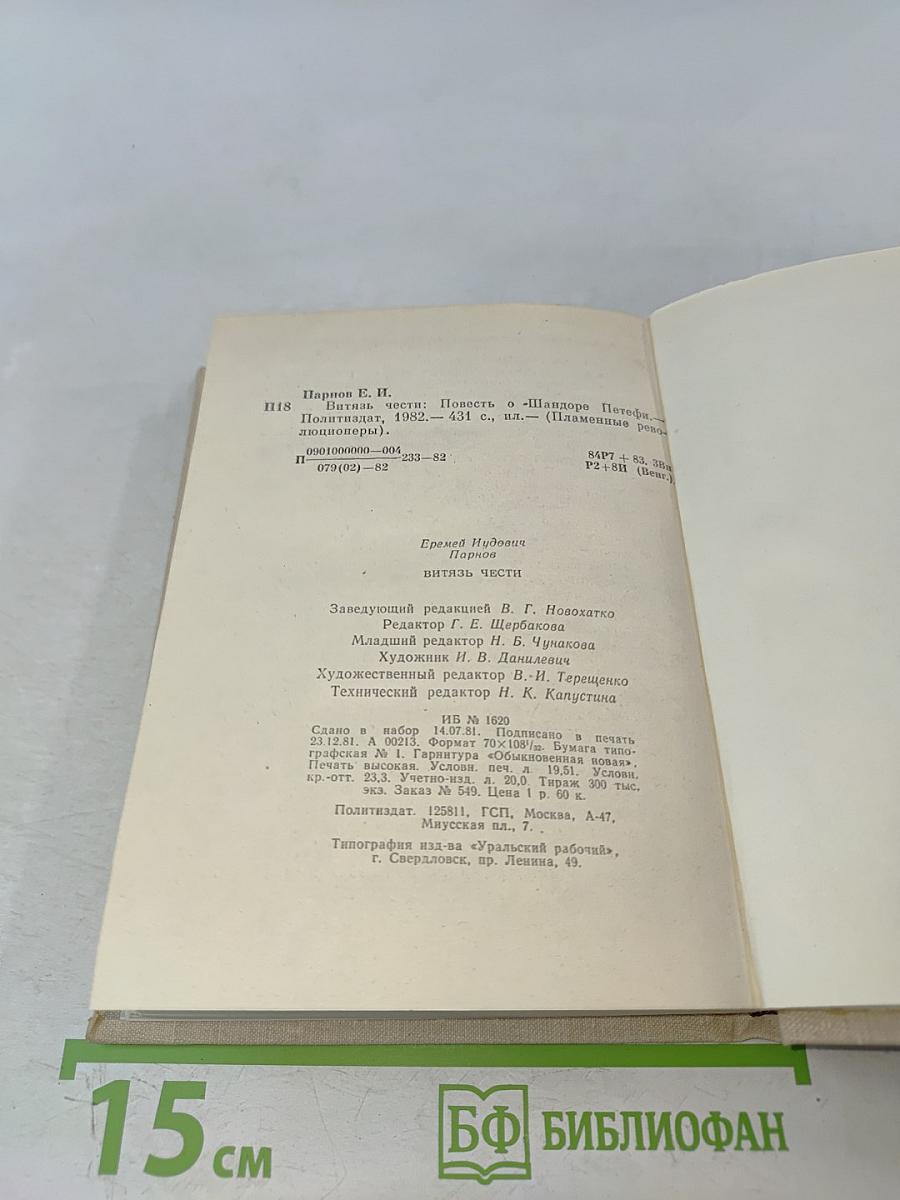 Парнов Е. И.
П18 Витязь чести: Повесть о Шандоре Петефи.—
Политиздат, 1982.— 431 с., ил.— (Пламенные рево-
люционеры).
П 0901000000—004 233—82
079(02)—82
84Р7 + 83. 3Вн
Р2+8И (Венг.)
Еремей Иудович
Парнов
ВИТЯЗЬ ЧЕСТИ
Заведующий редакцией В. Г. Новохатко
Редактор Г. Е. Щербакова
Младший редактор Н. Б. Чунакова
Художник И. В. Данилевич
Художественный редактор В. И. Терещенко
Технический редактор Н. К. Капустина
ИБ № 1620
Сдано в набор 14.07.81. Подписано в печать
23.12.81. А 00213. Формат 70×108¹/₃₂. Бумага типо-
графская № 1. Гарнитура «Обыкновенная новая».
Печать высокая. Условн. печ. л. 19,51. Условн.
кр.-отт. 23,3. Учетно-изд. л. 20,0. Тираж 300 тыс.
экз. Заказ № 549. Цена 1 р. 60 к.
Политиздат. 125811, ГСП, Москва, А-47,
Миусская пл., 7.
Типография изд-ва «Уральский рабочий»,
г. Свердловск, пр. Ленина, 49.
15 см
БФ БИБЛИОФАН